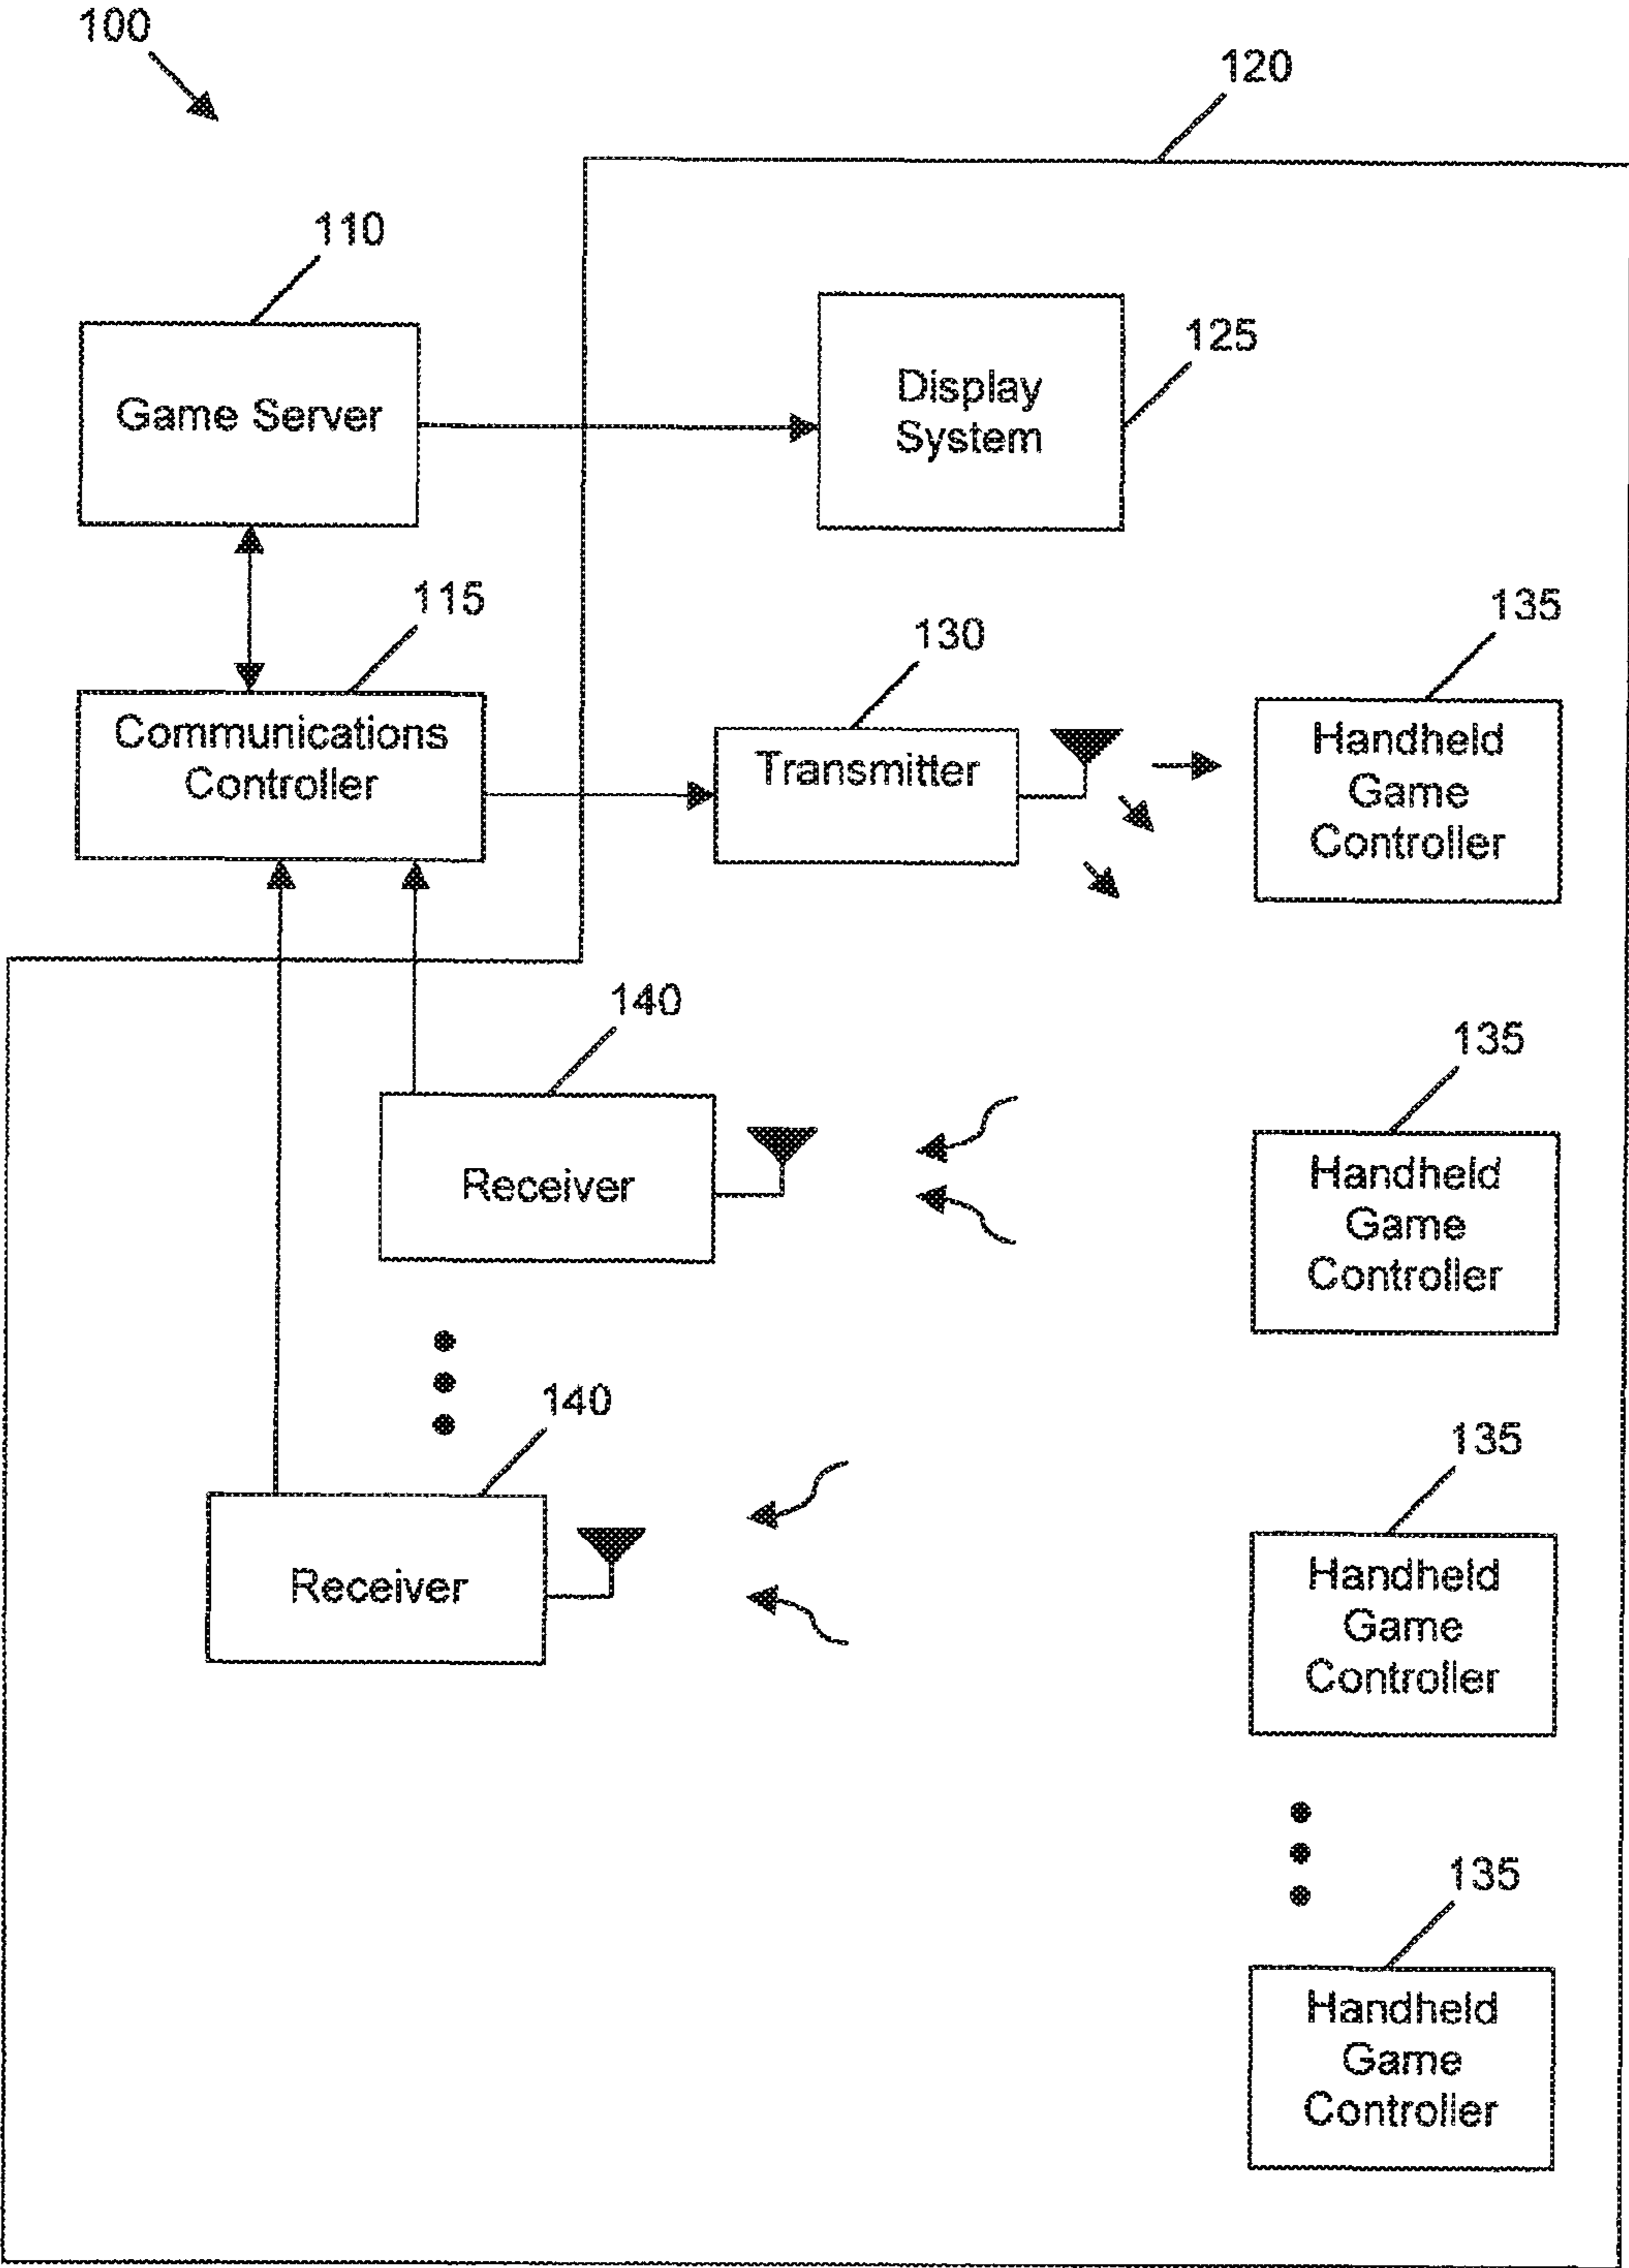 100
120
110
125
Game Server
Display
System
115
130
135
Communications
Controller
Transmitter
Handheld
Game
Controller
140
135
Receiver
Handheld
Game
Controller
140
135
Receiver
Handheld
Game
Controller
135
Handheld
Game
Controller